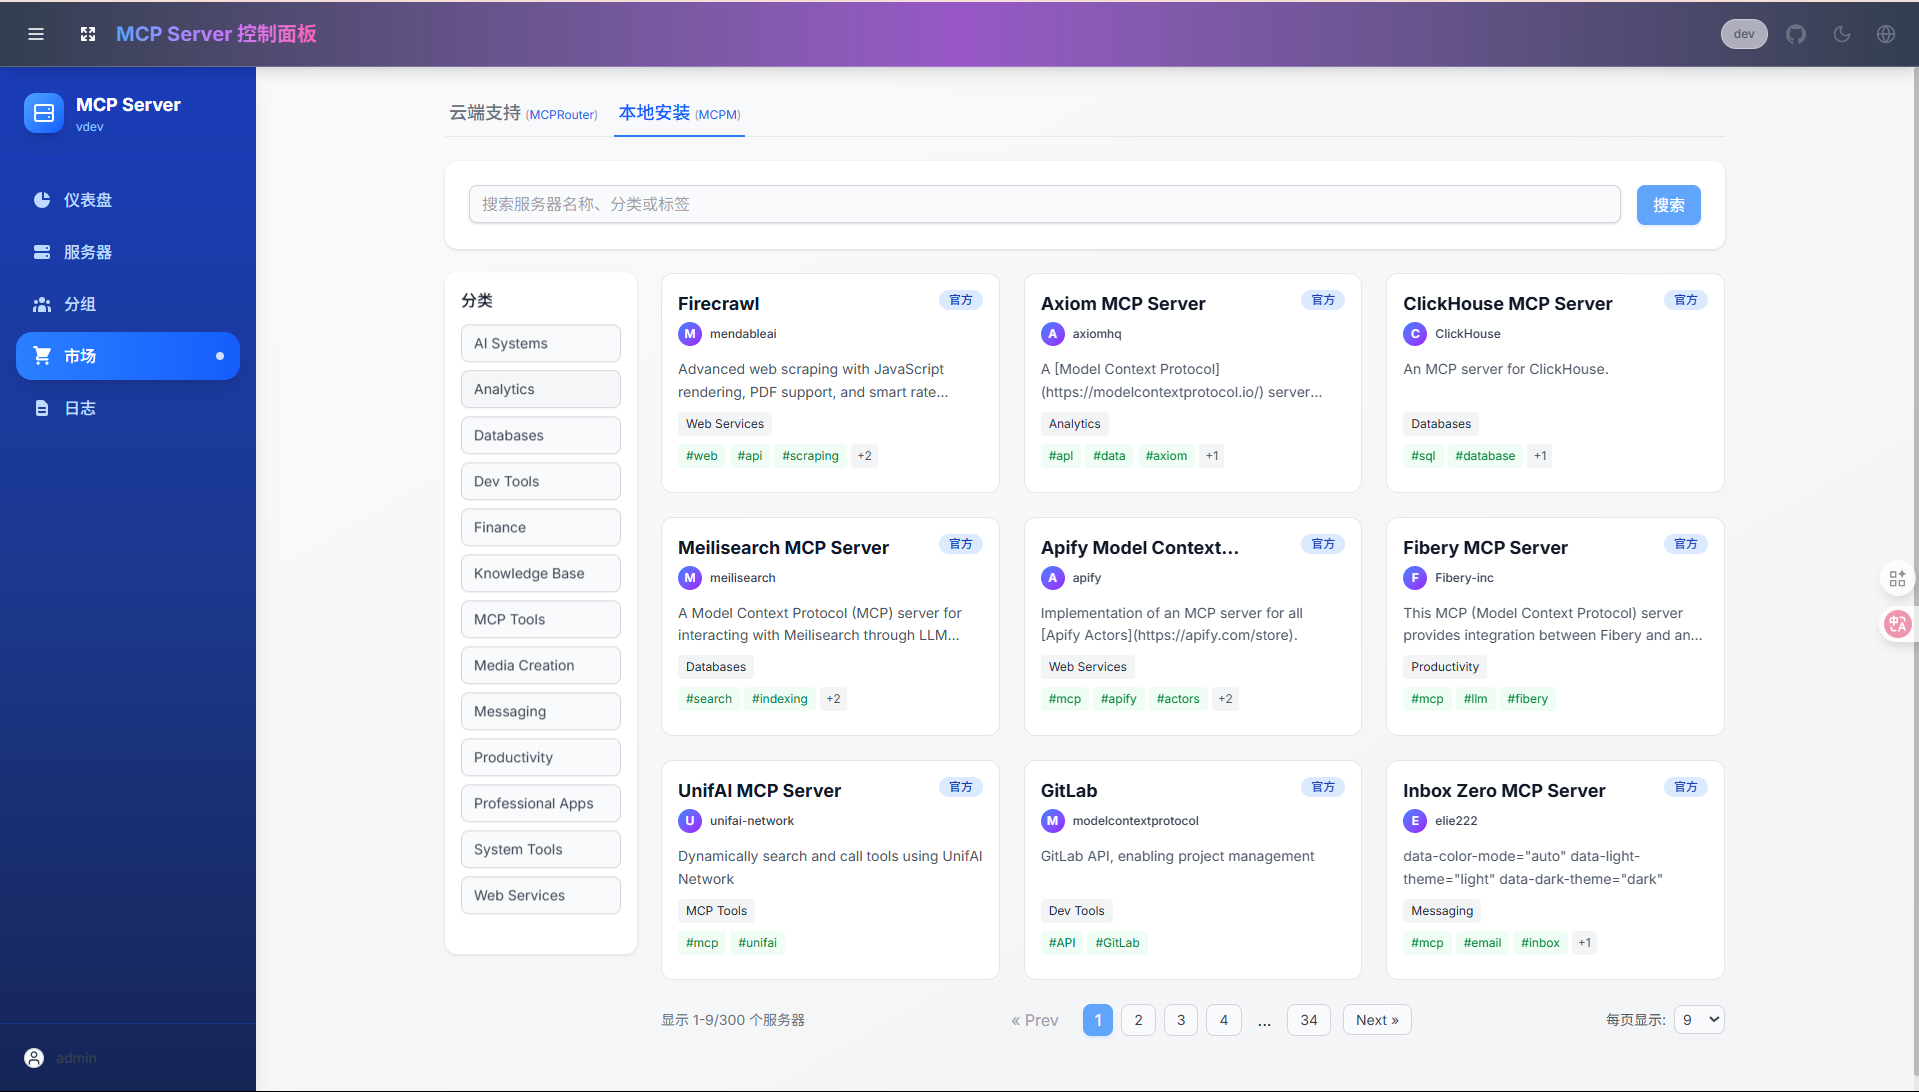 MCP Server 控制面板
dev
MCP Server
vdev
仪表盘
服务器
分组
市场
日志
admin
云端支持 (MCPRouter)
本地安装 (MCPM)
搜索服务器名称、分类或标签
搜索
分类
AI Systems
Analytics
Databases
Dev Tools
Finance
Knowledge Base
MCP Tools
Media Creation
Messaging
Productivity
Professional Apps
System Tools
Web Services
Firecrawl
官方
M mendableai
Advanced web scraping with JavaScript
rendering, PDF support, and smart rate...
Web Services
#web #api #scraping +2
Axiom MCP Server
官方
A axiomhq
A [Model Context Protocol]
(https://modelcontextprotocol.io/) server...
Analytics
#apl #data #axiom +1
ClickHouse MCP Server
官方
C ClickHouse
An MCP server for ClickHouse.
Databases
#sql #database +1
Meilisearch MCP Server
官方
M meilisearch
A Model Context Protocol (MCP) server for
interacting with Meilisearch through LLM...
Databases
#search #indexing +2
Apify Model Context...
官方
A apify
Implementation of an MCP server for all
[Apify Actors](https://apify.com/store).
Web Services
#mcp #apify #actors +2
Fibery MCP Server
官方
F Fibery-inc
This MCP (Model Context Protocol) server
provides integration between Fibery and an...
Productivity
#mcp #llm #fibery
UnifAI MCP Server
官方
U unifai-network
Dynamically search and call tools using UnifAI
Network
MCP Tools
#mcp #unifai
GitLab
官方
M modelcontextprotocol
GitLab API, enabling project management
Dev Tools
#API #GitLab
Inbox Zero MCP Server
官方
E elie222
data-color-mode="auto" data-light-
theme="light" data-dark-theme="dark"
Messaging
#mcp #email #inbox +1
显示 1-9/300 个服务器
« Prev 1 2 3 4 ... 34 Next »
每页显示: 9